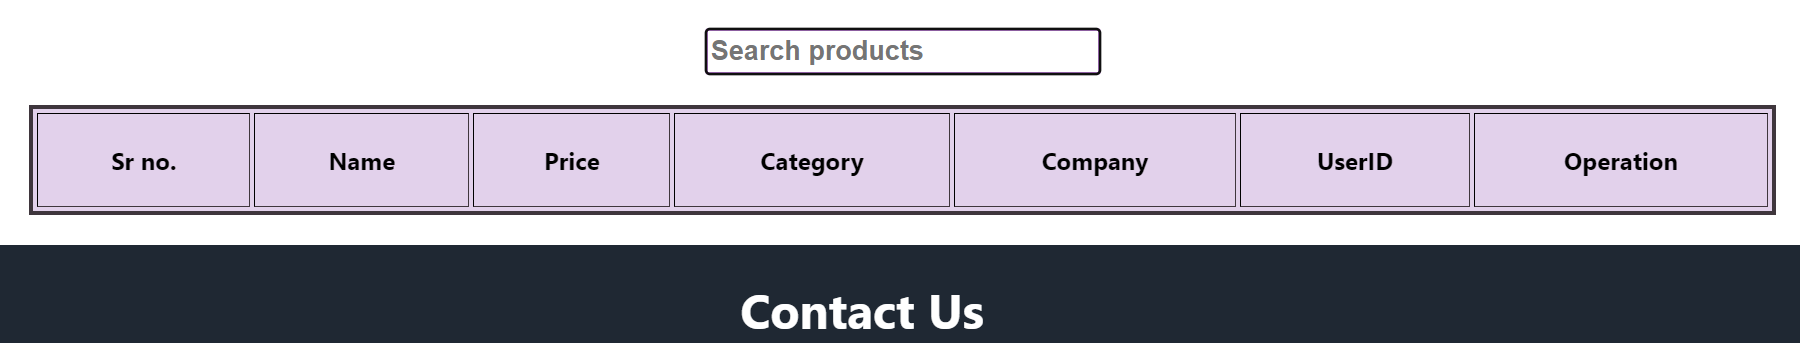 Search products
Sr no. Name Price Category Company UserID Operation
Contact Us